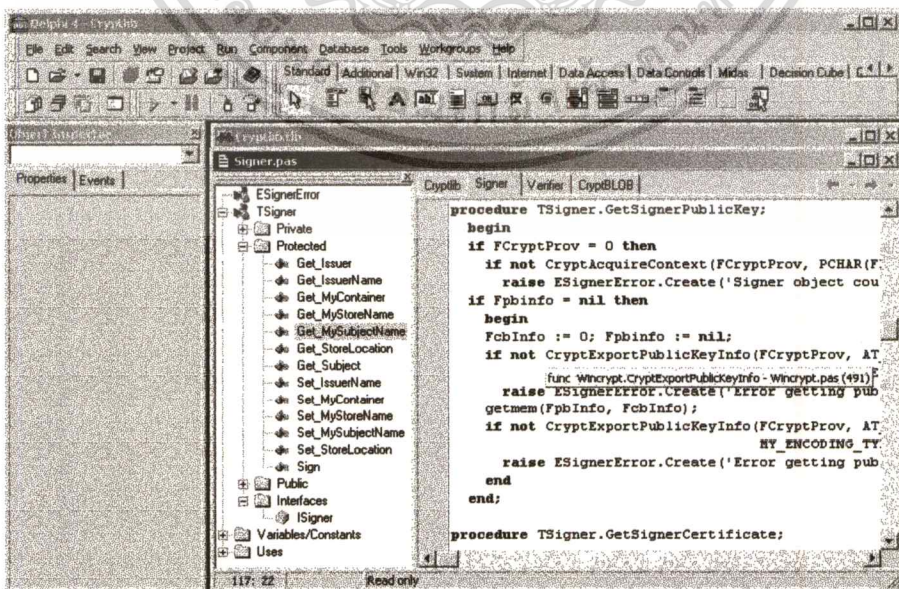 Delphi 4 - Cryptlib
File Edit Search View Project Run Component Database Tools Workgroups Help
Standard Additional Win32 System Internet Data Access Data Controls Midas Decision Cube
Object Inspector
Properties Events
Cryptlib.tlb
Signer.pas
Cryptlib Signer Verifier CryptBLOB
ESignerError
TSigner
Private
Protected
Get_Issuer
Get_IssuerName
Get_MyContainer
Get_MyStoreName
Get_MySubjectName
Get_StoreLocation
Get_Subject
Set_IssuerName
Set_MyContainer
Set_MyStoreName
Set_MySubjectName
Set_StoreLocation
Sign
Public
Interfaces
ISigner
Variables/Constants
Uses
procedure TSigner.GetSignerPublicKey;
begin
if FCryptProv = 0 then
if not CryptAcquireContext(FCryptProv, PCHAR(F
raise ESignerError.Create('Signer object cou
if Fpbinfo = nil then
begin
FcbInfo := 0; Fpbinfo := nil;
if not CryptExportPublicKeyInfo(FCryptProv, AT_
func Wincrypt.CryptExportPublicKeyInfo - Wincrypt.pas (491)
raise ESignerError.Create('Error getting pub
getmem(FpbInfo, FcbInfo);
if not CryptExportPublicKeyInfo(FCryptProv, AT_
MY_ENCODING_TY
raise ESignerError.Create('Error getting pub
end
end;
procedure TSigner.GetSignerCertificate;
117: 22 Read only